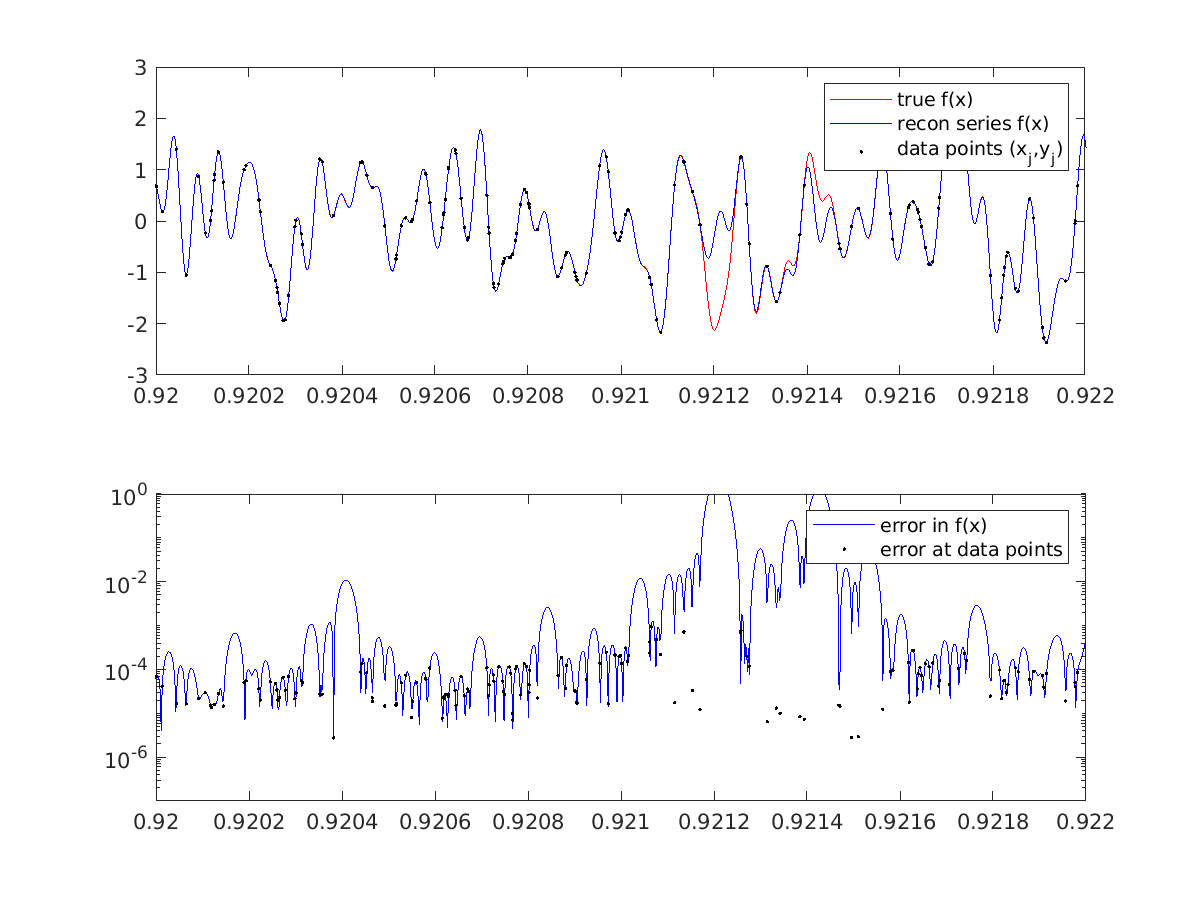 3
2
1
0
-1
-2
-3
true f(x)
recon series f(x)
data points (x_j,y_j)
0.92 0.9202 0.9204 0.9206 0.9208 0.921 0.9212 0.9214 0.9216 0.9218 0.922
10^0
10^-2
10^-4
10^-6
error in f(x)
error at data points
0.92 0.9202 0.9204 0.9206 0.9208 0.921 0.9212 0.9214 0.9216 0.9218 0.922